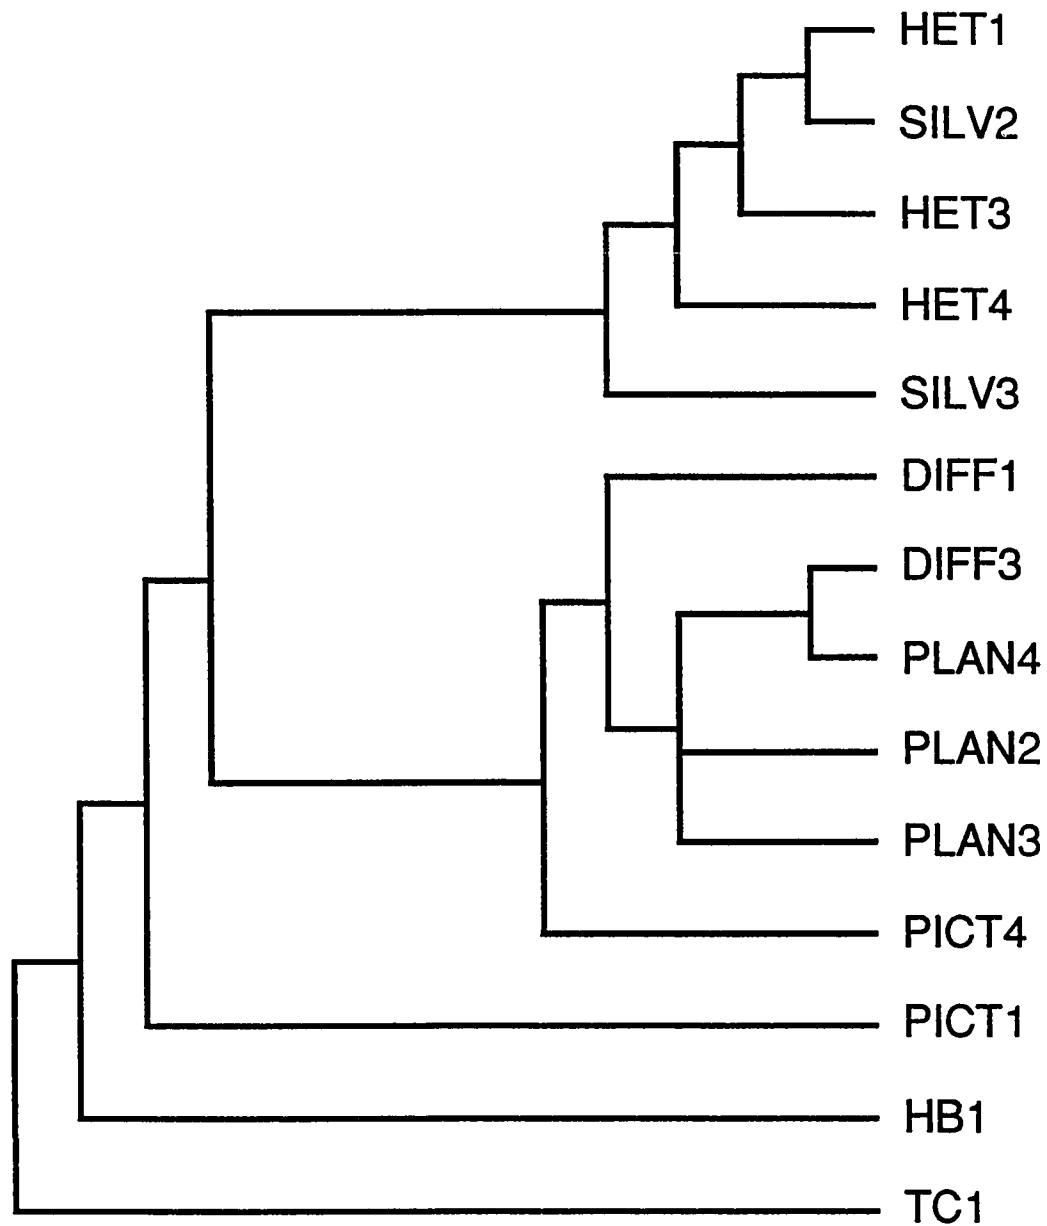 HET1
SILV2
HET3
HET4
SILV3
DIFF1
DIFF3
PLAN4
PLAN2
PLAN3
PICT4
PICT1
HB1
TC1